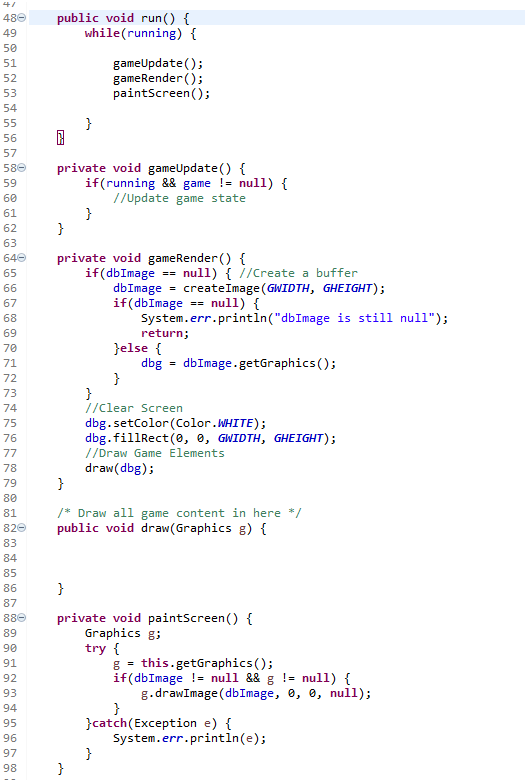 47
48 public void run() {
49 while(running) {
50
51 gameUpdate();
52 gameRender();
53 paintScreen();
54
55 }
56 }
57
58 private void gameUpdate() {
59 if(running && game != null) {
60 //Update game state
61 }
62 }
63
64 private void gameRender() {
65 if(dbImage == null) { //Create a buffer
66 dbImage = createImage(GWIDTH, GHEIGHT);
67 if(dbImage == null) {
68 System.err.println("dbImage is still null");
69 return;
70 }else {
71 dbg = dbImage.getGraphics();
72 }
73 }
74 //Clear Screen
75 dbg.setColor(Color.WHITE);
76 dbg.fillRect(0, 0, GWIDTH, GHEIGHT);
77 //Draw Game Elements
78 draw(dbg);
79 }
80
81 /* Draw all game content in here */
82 public void draw(Graphics g) {
83
84
85
86 }
87
88 private void paintScreen() {
89 Graphics g;
90 try {
91 g = this.getGraphics();
92 if(dbImage != null && g != null) {
93 g.drawImage(dbImage, 0, 0, null);
94 }
95 }catch(Exception e) {
96 System.err.println(e);
97 }
98 }